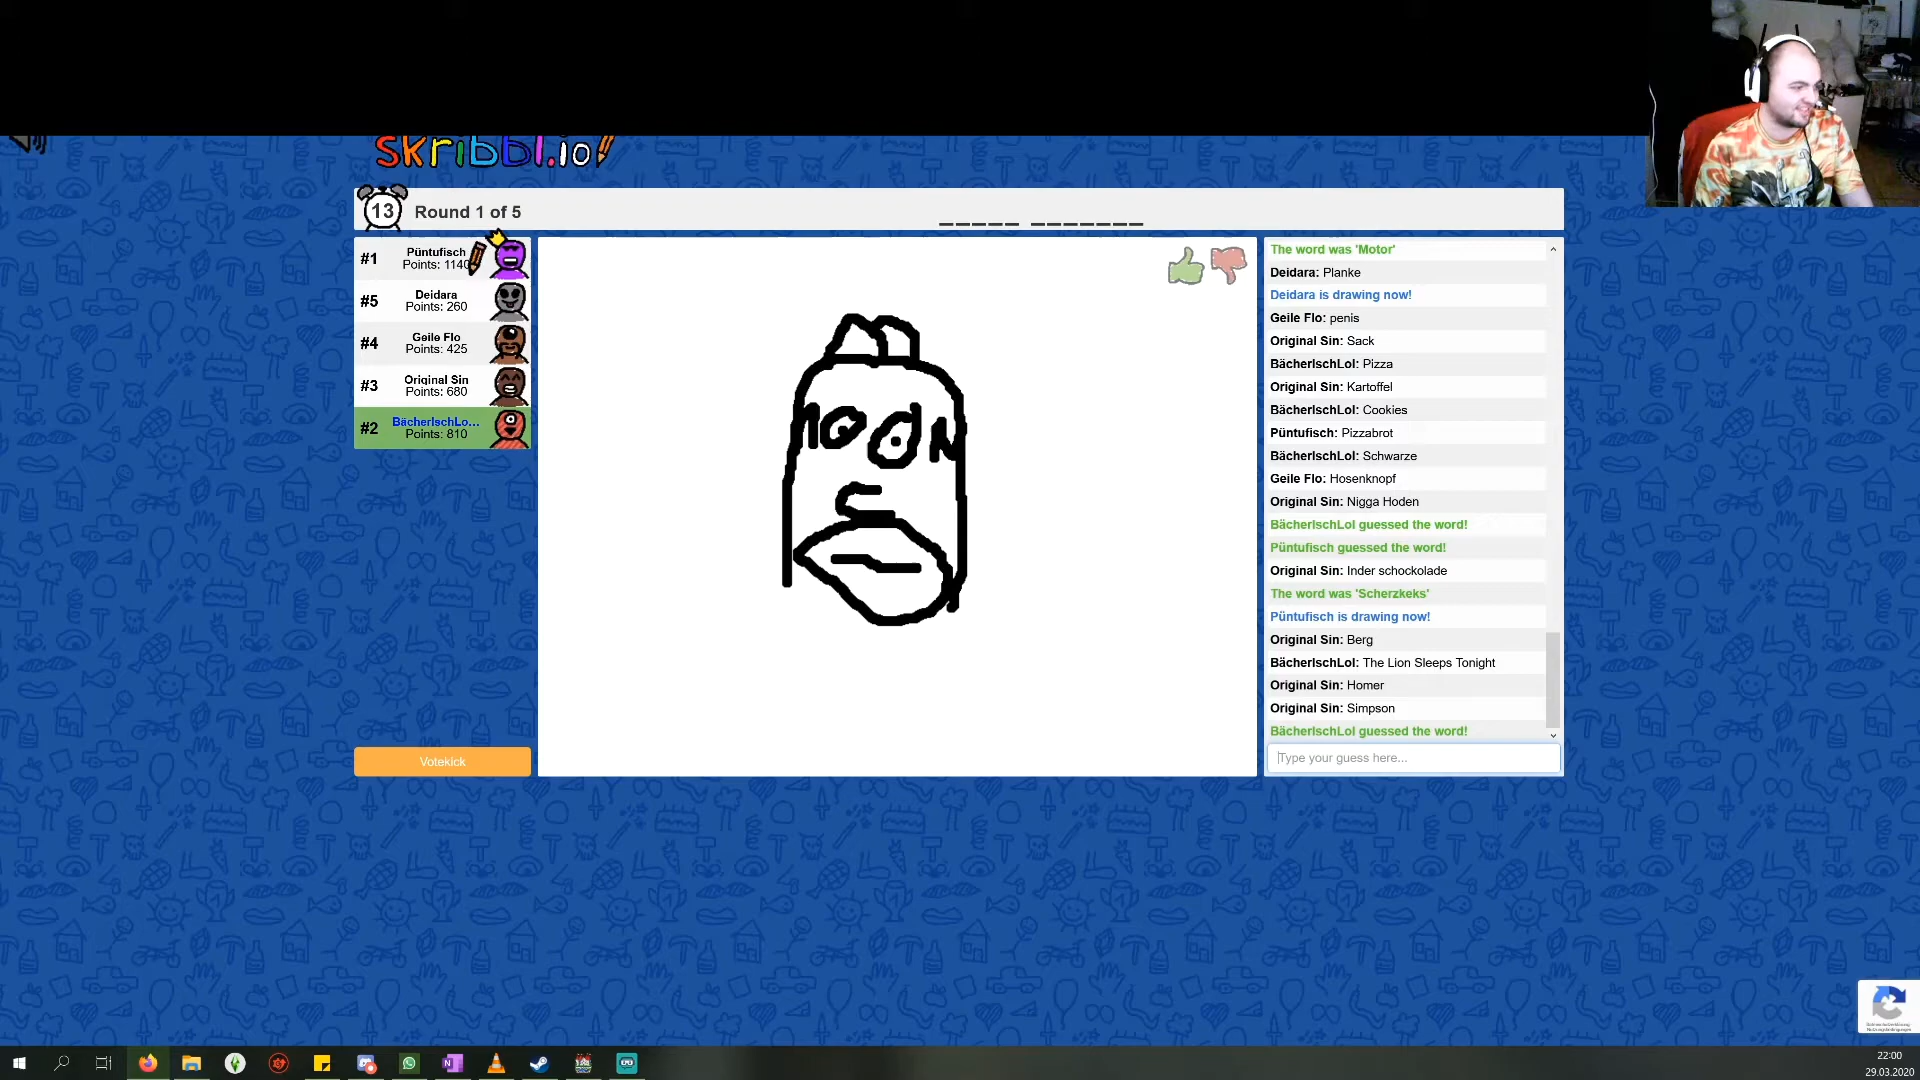 skribbl.io
13
Round 1 of 5
_____ _______
#1 Püntufisch
Points: 1140
#5 Deidara
Points: 260
#4 Geile Flo
Points: 425
#3 Original Sin
Points: 680
#2 BächerlschLo...
Points: 810
Votekick
The word was 'Motor'
Deidara: Planke
Deidara is drawing now!
Geile Flo: penis
Original Sin: Sack
BächerlschLol: Pizza
Original Sin: Kartoffel
BächerlschLol: Cookies
Püntufisch: Pizzabrot
BächerlschLol: Schwarze
Geile Flo: Hosenknopf
Original Sin: Nigga Hoden
BächerlschLol guessed the word!
Püntufisch guessed the word!
Original Sin: Inder schockolade
The word was 'Scherzkeks'
Püntufisch is drawing now!
Original Sin: Berg
BächerlschLol: The Lion Sleeps Tonight
Original Sin: Homer
Original Sin: Simpson
BächerlschLol guessed the word!
Type your guess here...
22:00
29.03.2020